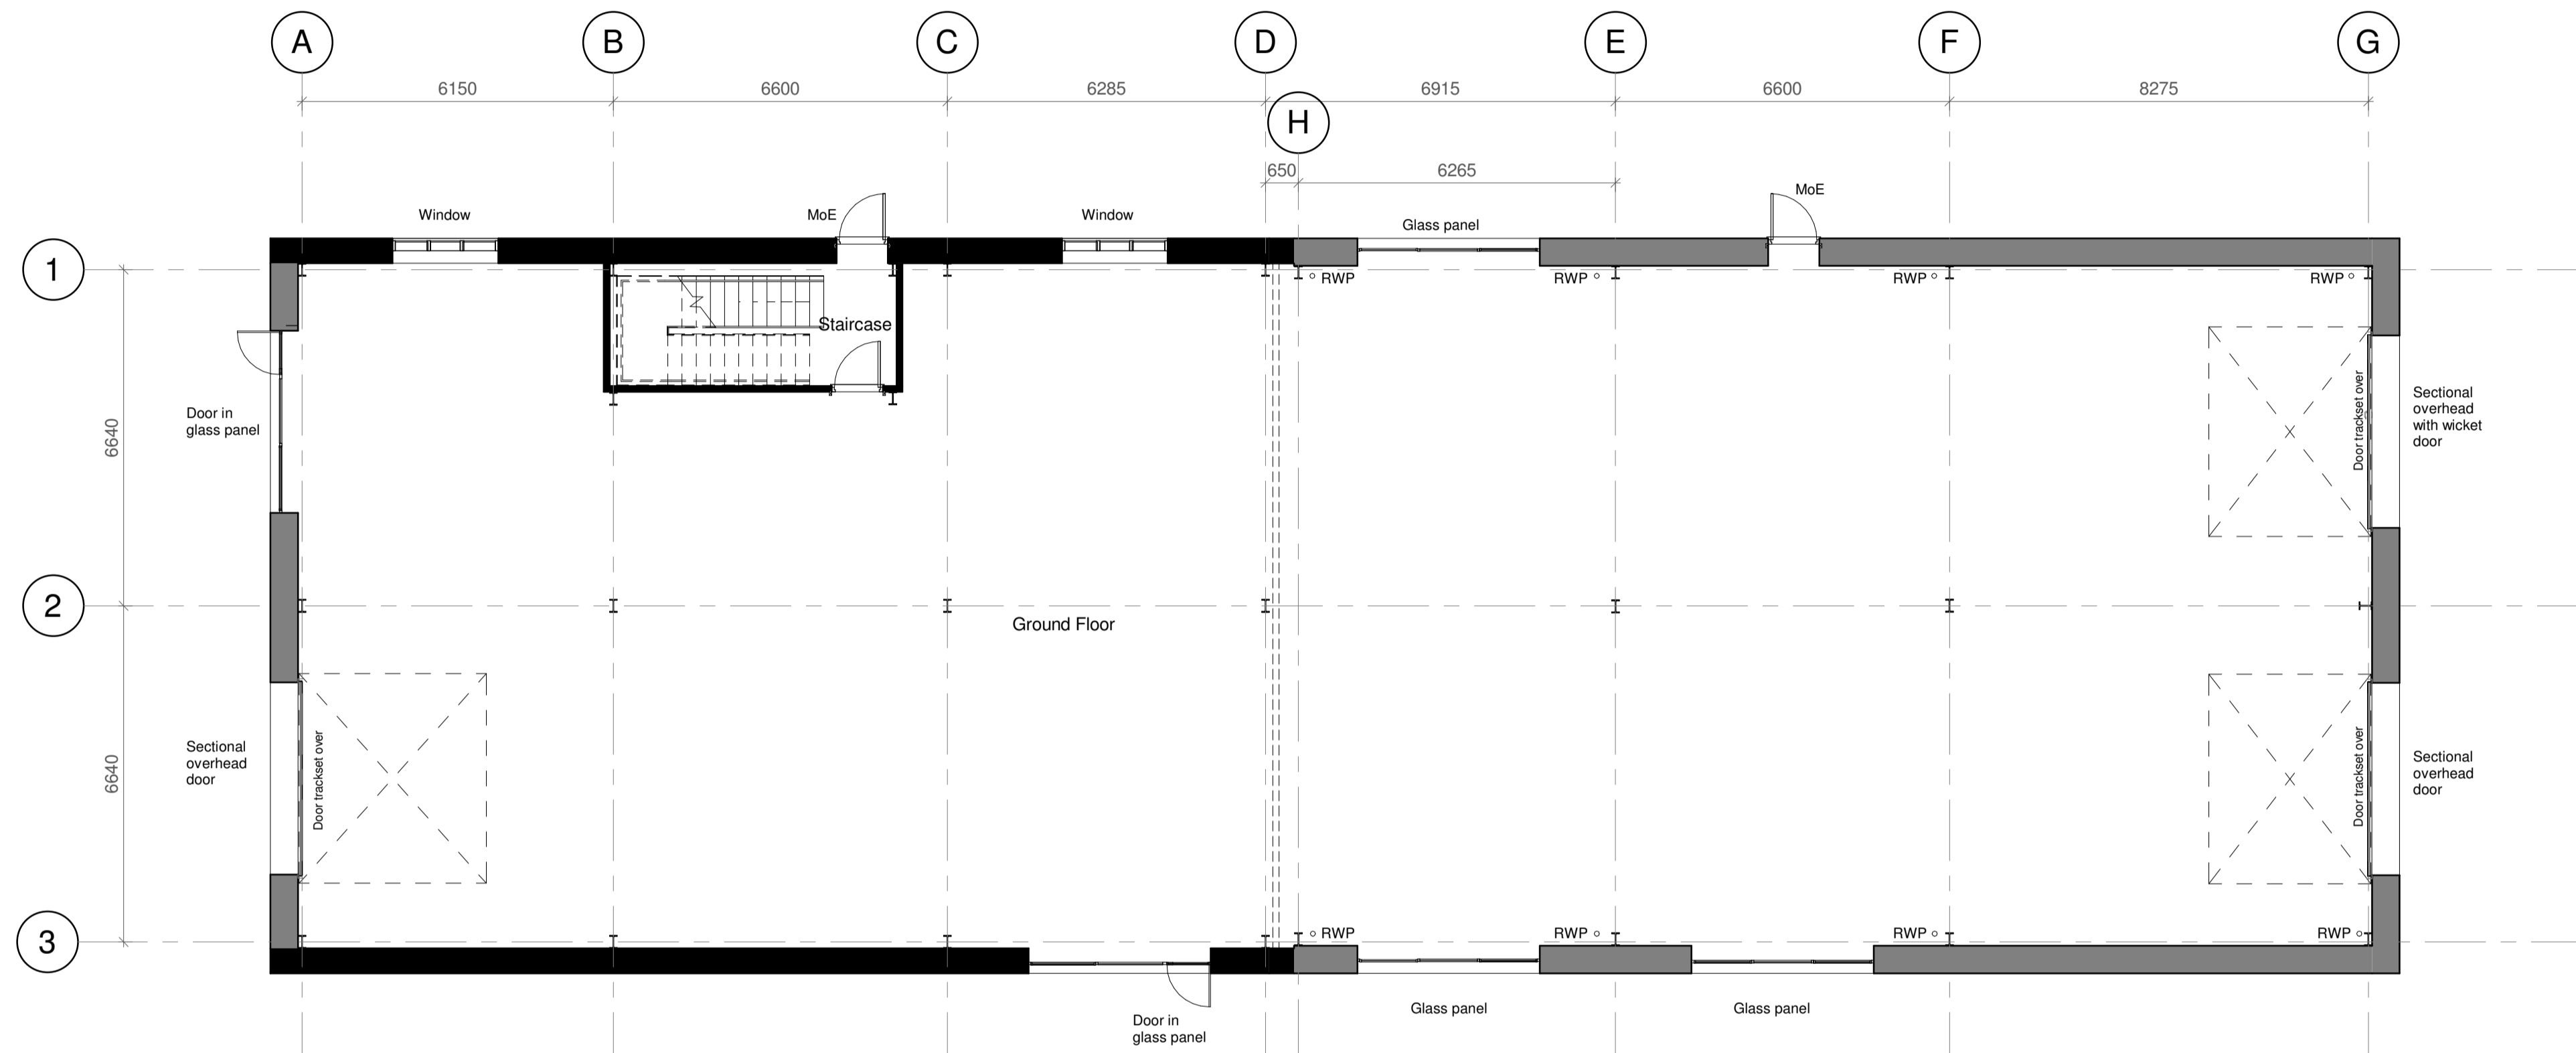 A B C D E F G
6150 6600 6285 6915 6600 8275
H
650 6265
MoE
Window MoE Window
Glass panel
1
RWP RWP RWP RWP
Staircase
Door in
glass panel
6640
Door trackset over
Sectional
overhead
with wicket
door
2
Ground Floor
Sectional
overhead
door
6640
Door trackset over
Door trackset over
Sectional
overhead
door
3
RWP RWP RWP RWP
Door in
glass panel
Glass panel Glass panel